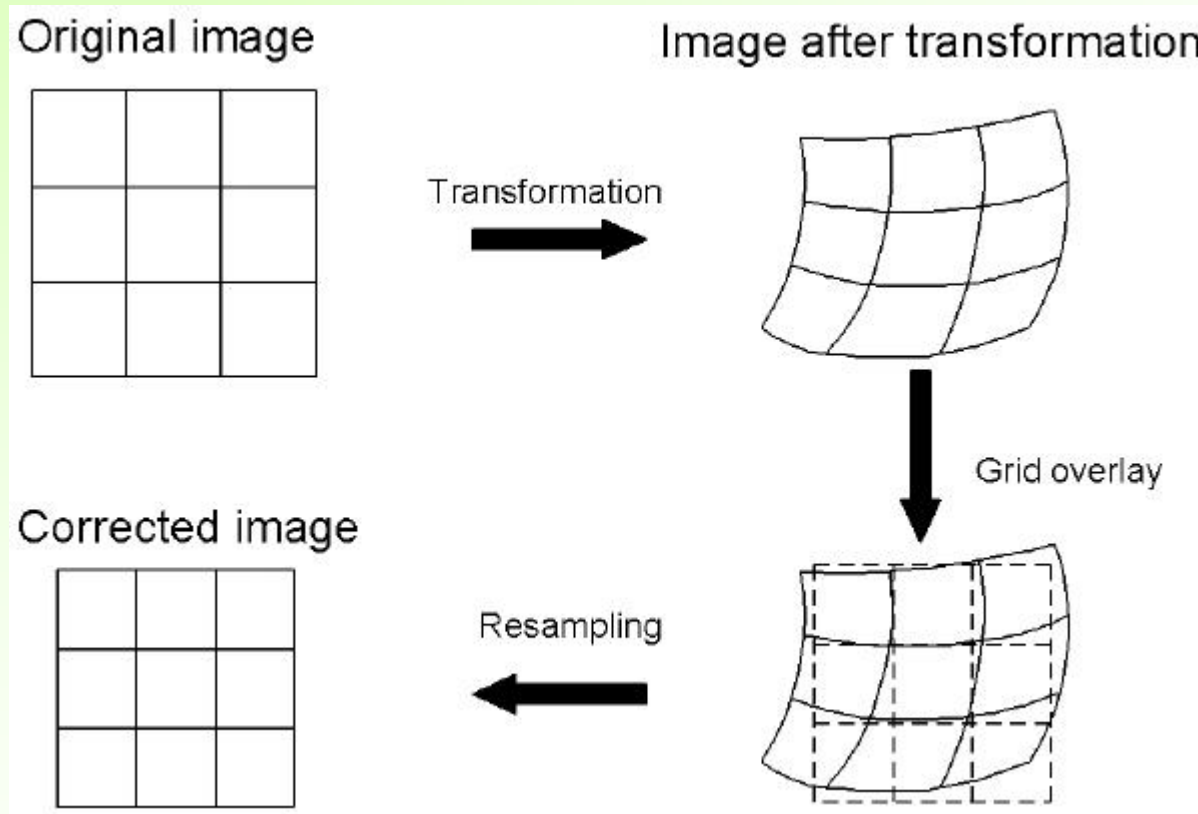 Original image
Image after transformation
Transformation
Grid overlay
Corrected image
Resampling